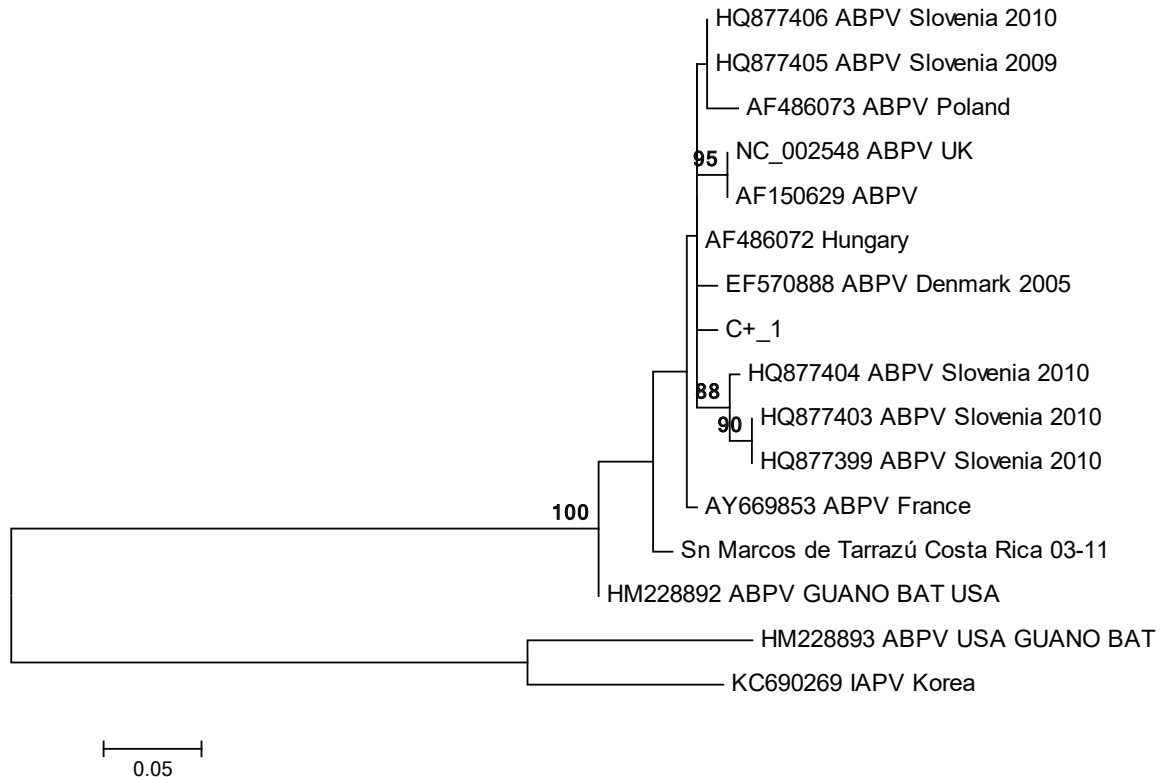 HQ877406 ABPV Slovenia 2010
HQ877405 ABPV Slovenia 2009
AF486073 ABPV Poland
NC_002548 ABPV UK
95
AF150629 ABPV
AF486072 Hungary
EF570888 ABPV Denmark 2005
C+_1
HQ877404 ABPV Slovenia 2010
88
HQ877403 ABPV Slovenia 2010
90
HQ877399 ABPV Slovenia 2010
AY669853 ABPV France
100
Sn Marcos de Tarrazú Costa Rica 03-11
HM228892 ABPV GUANO BAT USA
HM228893 ABPV USA GUANO BAT
KC690269 IAPV Korea
0.05